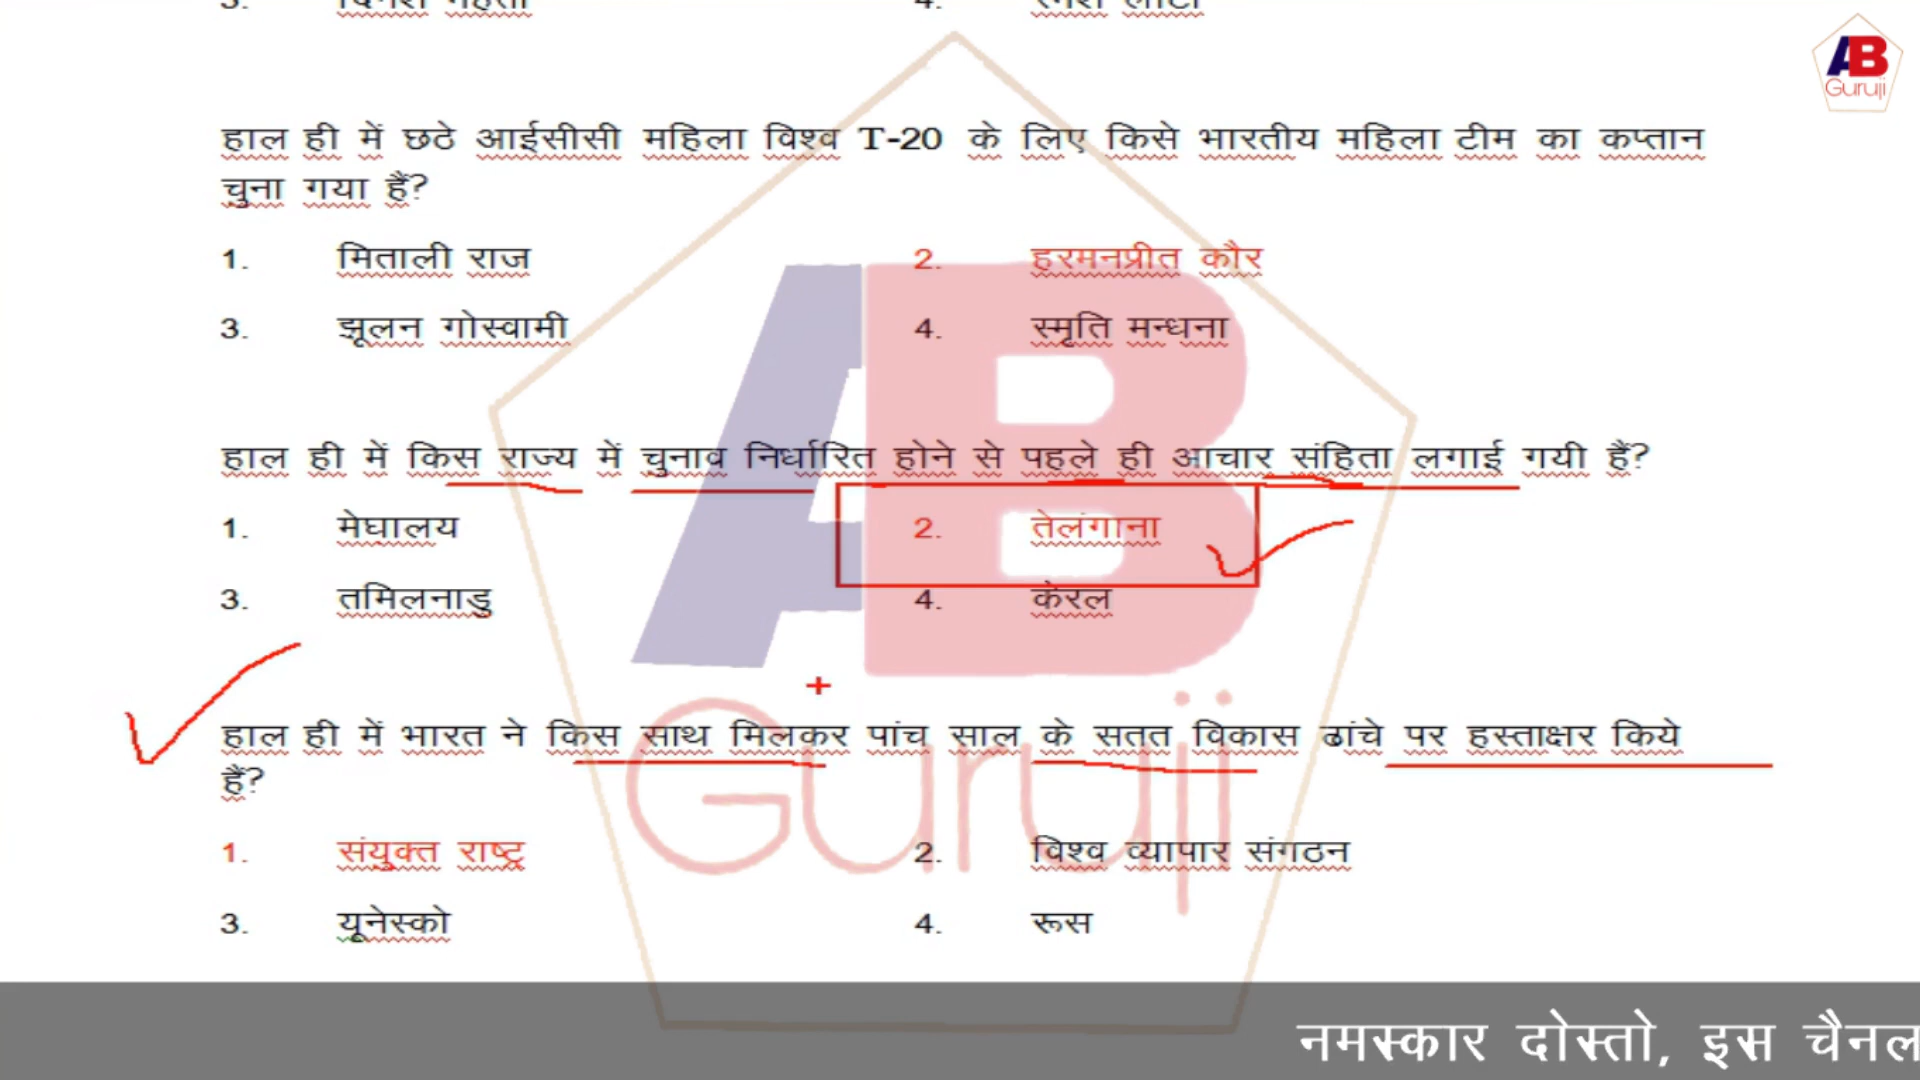 AB
Guruji
हाल ही में छठे आईसीसी महिला विश्व T-20 के लिए किसे भारतीय महिला टीम का कप्तान
चुना गया हैं?
1. मिताली राज 2. हरमनप्रीत कौर
3. झूलन गोस्वामी 4. स्मृति मन्धना
हाल ही में किस राज्य में चुनाव निर्धारित होने से पहले ही आचार संहिता लगाई गयी हैं?
1. मेघालय 2. तेलंगाना
3. तमिलनाडु 4. केरल
हाल ही में भारत ने किस साथ मिलकर पांच साल के सतत विकास ढांचे पर हस्ताक्षर किये
हैं?
1. संयुक्त राष्ट्र 2. विश्व व्यापार संगठन
3. यूनेस्को 4. रूस
AB
Guruji
नमस्कार दोस्तो, इस चैनल